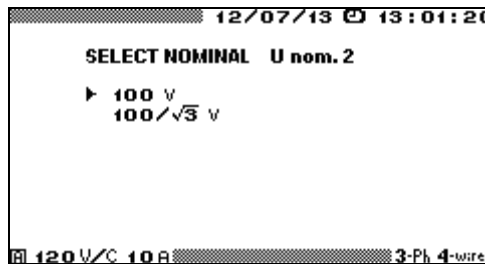 12/07/13 13:01:20
SELECT NOMINAL U nom. 2
100 V
100/√3 V
A 120 V/C 10 A 3-Ph 4-wire